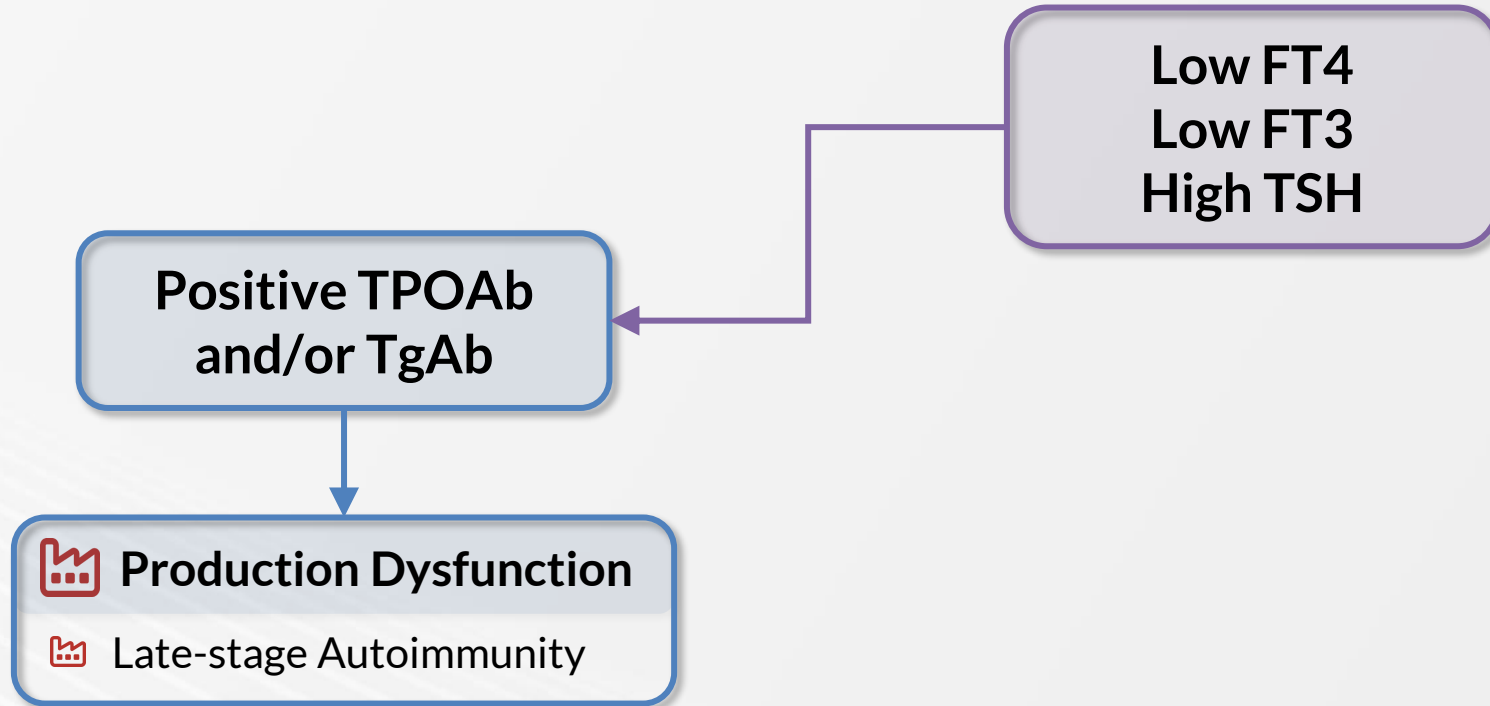 Low FT4
Low FT3
High TSH
Positive TPOAb
and/or TgAb
Production Dysfunction
Late-stage Autoimmunity